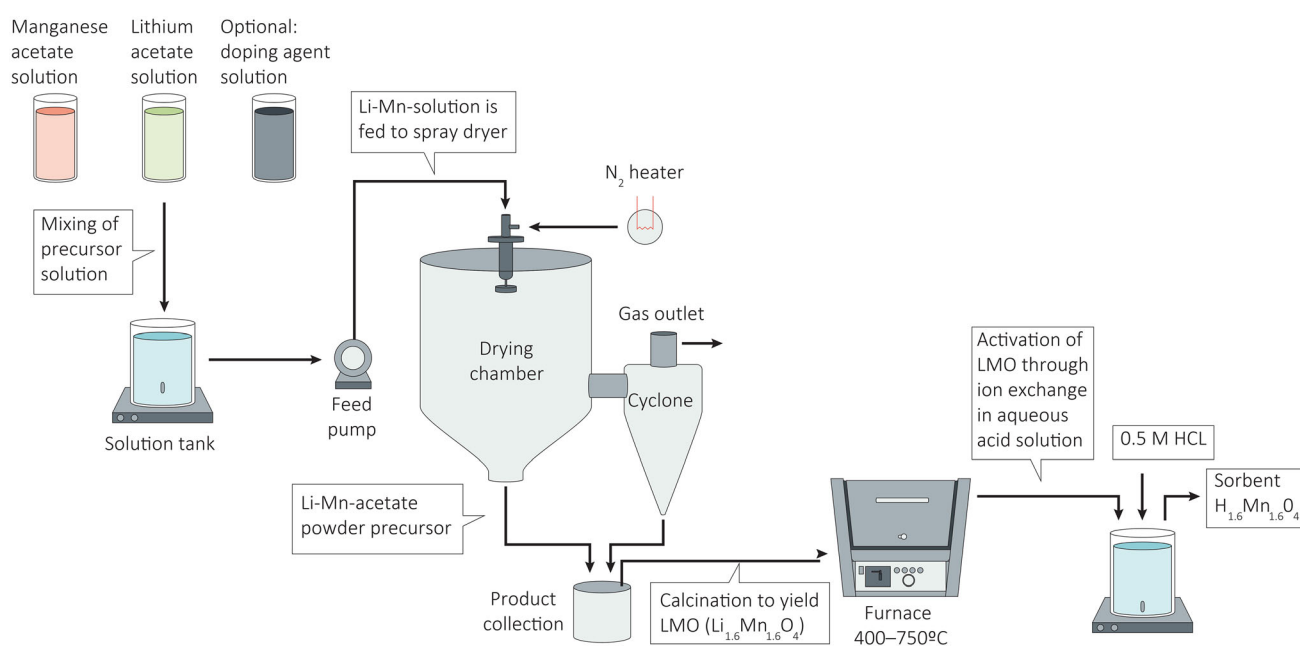 Manganese
acetate
solution
Lithium
acetate
solution
Optional:
doping agent
solution
Li-Mn-solution is
fed to spray dryer
N₂ heater
Mixing of
precursor
solution
Gas outlet
Drying
chamber
Cyclone
Feed
pump
Solution tank
Activation of
LMO through
ion exchange
in aqueous
acid solution
0.5 M HCL
Sorbent
H₁.₆Mn₁.₆O₄
Li-Mn-acetate
powder precursor
Product
collection
Calcination to yield
LMO (Li₁.₆Mn₁.₆O₄)
Furnace
400–750ºC